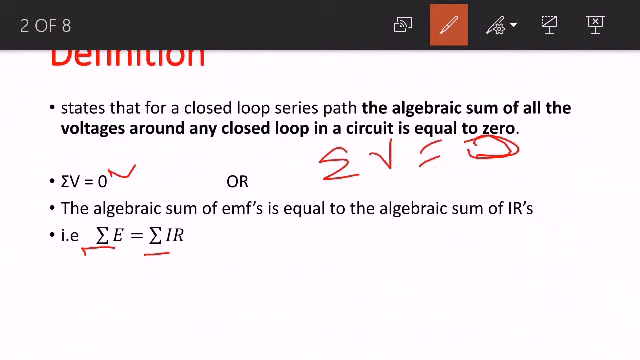 2 OF 8
Definition
• states that for a closed loop series path the algebraic sum of all the
voltages around any closed loop in a circuit is equal to zero.
Σ V = 0
• ΣV = 0 OR
• The algebraic sum of emf's is equal to the algebraic sum of IR's
• i.e ∑ E = ∑ IR